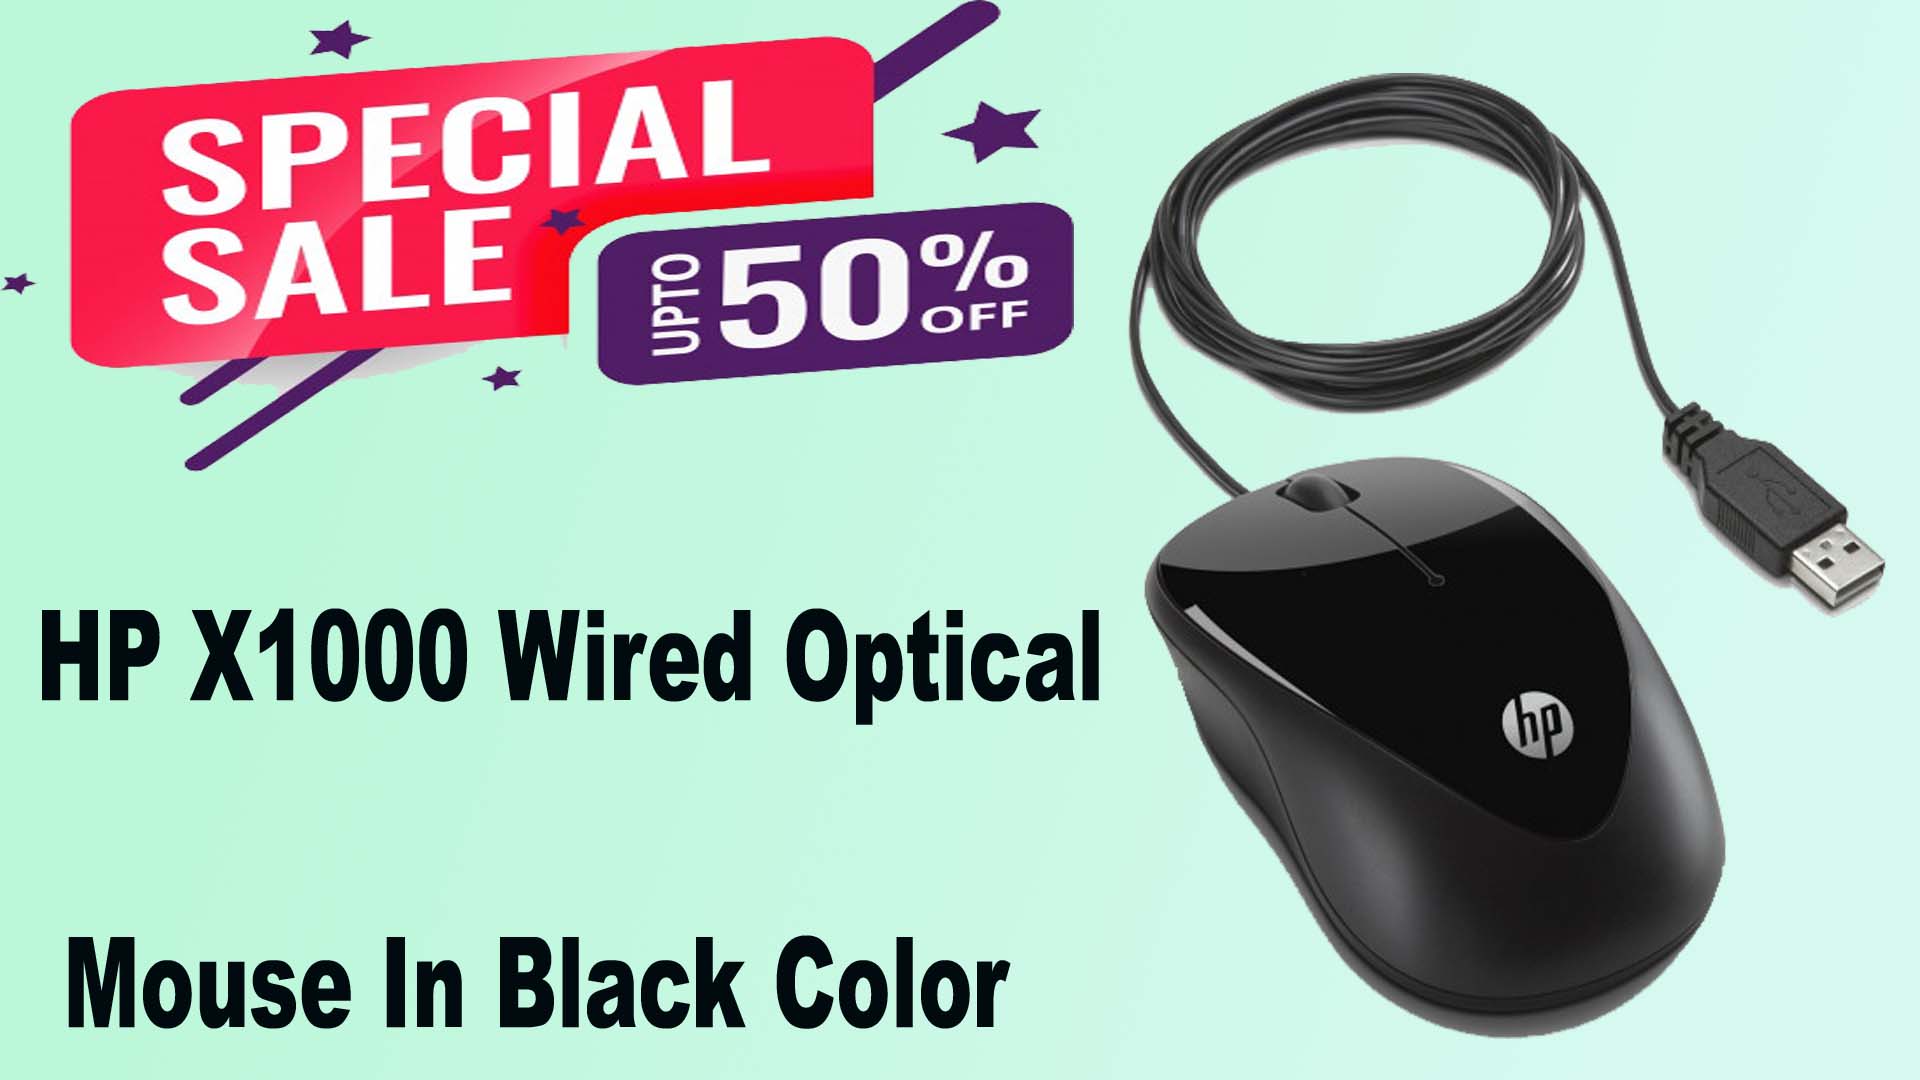 SPECIAL
SALE
UPTO 50% OFF
HP X1000 Wired Optical
hp
Mouse In Black Color